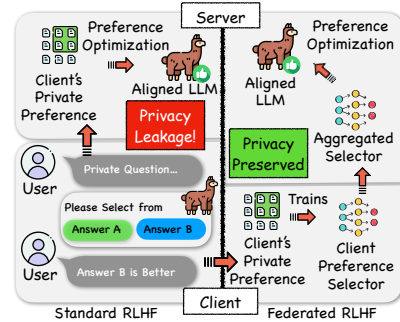 Server
Preference
Optimization
Aligned LLM
Client's
Private
Preference
Privacy
Leakage!
User
Private Question...
Please Select from
Answer A
Answer B
User
Answer B is Better
Standard RLHF
Preference
Optimization
Aligned
LLM
Aggregated
Selector
Privacy
Preserved
Trains
Client's
Private
Preference
Client
Preference
Selector
Client
Federated RLHF